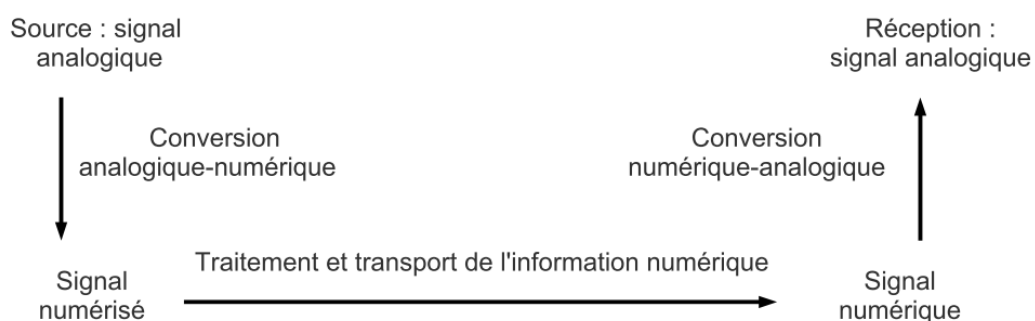 Source : signal
analogique
Réception :
signal analogique
Conversion
analogique-numérique
Conversion
numérique-analogique
Traitement et transport de l'information numérique
Signal
numérisé
Signal
numérique